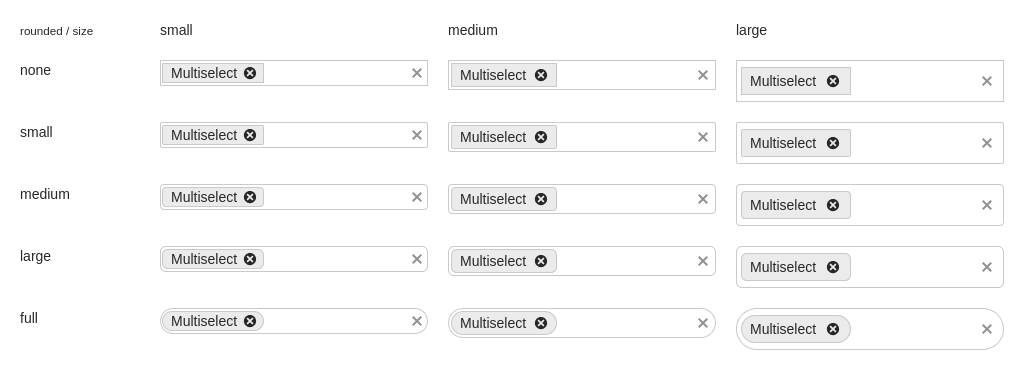 rounded / size small medium large
none Multiselect Multiselect Multiselect
small Multiselect Multiselect Multiselect
medium Multiselect Multiselect Multiselect
large Multiselect Multiselect Multiselect
full Multiselect Multiselect Multiselect